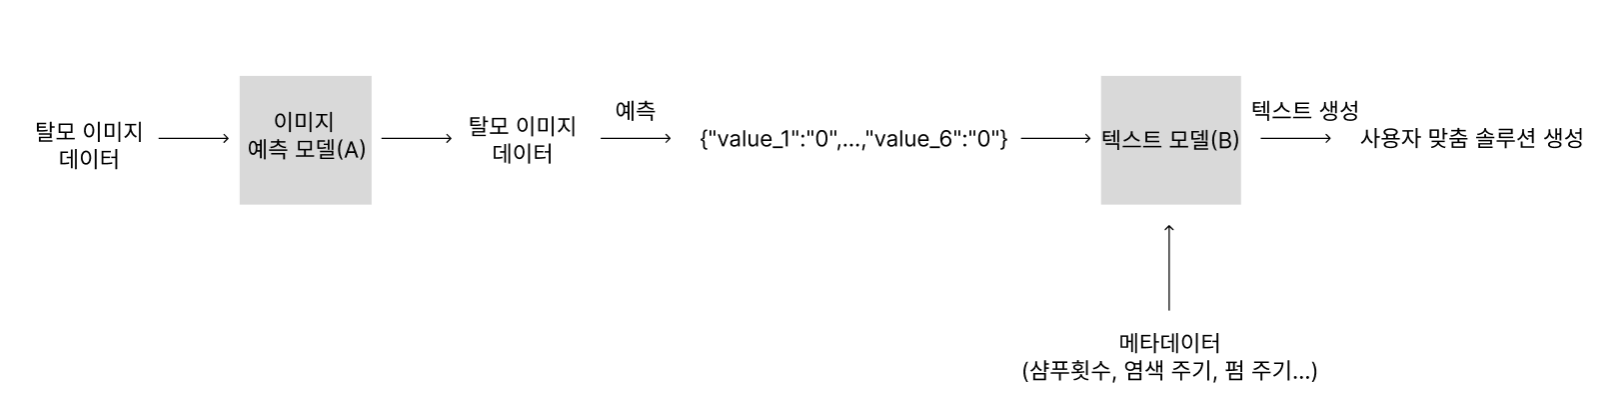 탈모 이미지
데이터
이미지
예측 모델(A)
탈모 이미지
데이터
예측
{"value_1":"0",...,"value_6":"0"}
텍스트 모델(B)
텍스트 생성
사용자 맞춤 솔루션 생성
메타데이터
(샴푸횟수, 염색 주기, 펌 주기...)